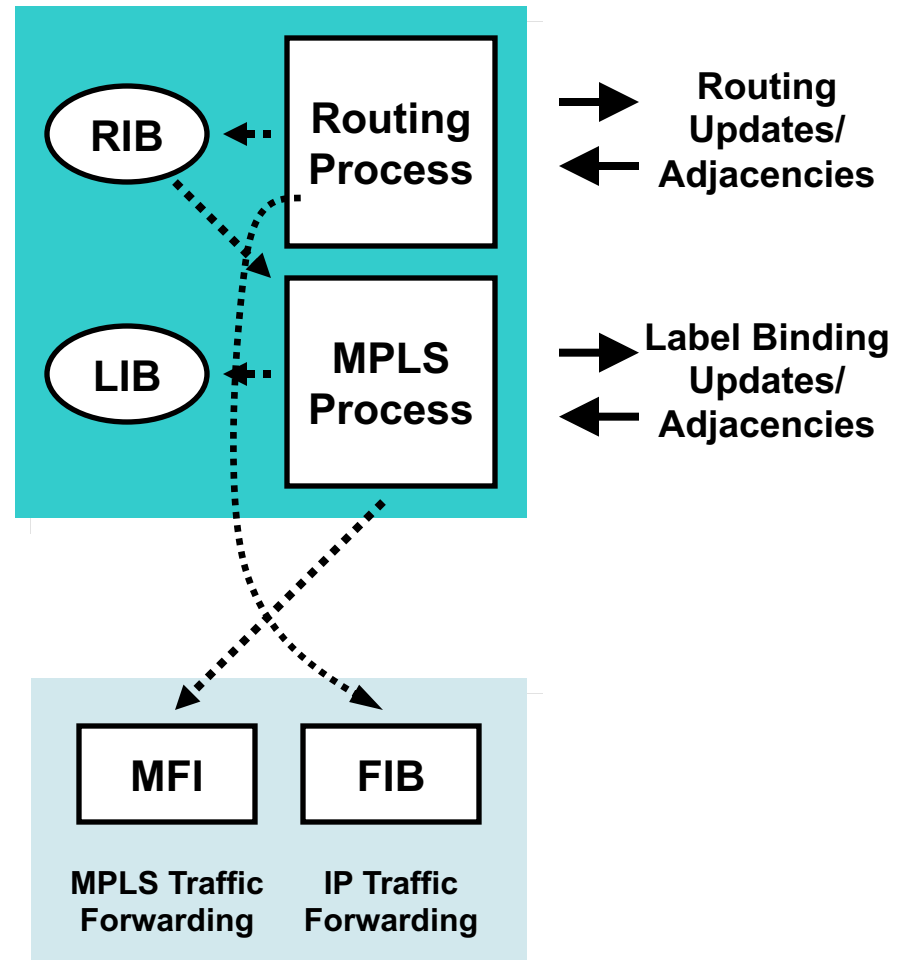 RIB
Routing
Process
Routing
Updates/
Adjacencies
LIB
MPLS
Process
Label Binding
Updates/
Adjacencies
MFI
FIB
MPLS Traffic
Forwarding
IP Traffic
Forwarding